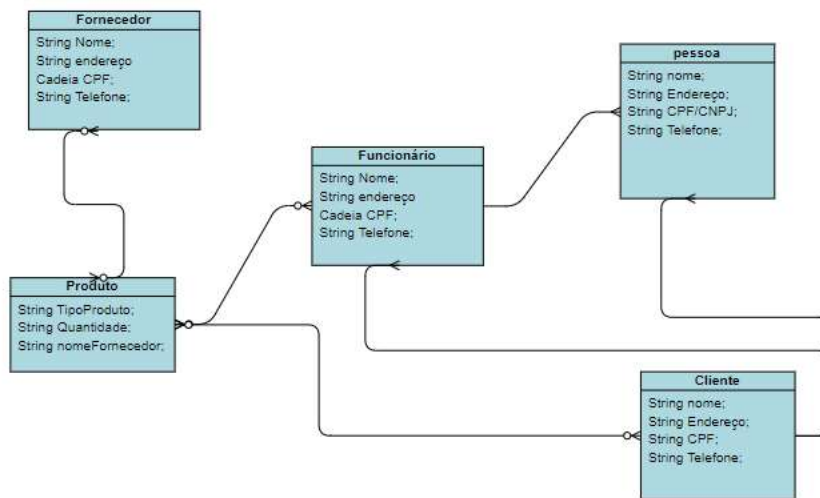 Fornecedor
String Nome;
String endereço
Cadeia CPF;
String Telefone;
pessoa
String nome;
String Endereço;
String CPF/CNPJ;
String Telefone;
Funcionário
String Nome;
String endereço
Cadeia CPF;
String Telefone;
Produto
String TipoProduto;
String Quantidade;
String nomeFornecedor;
Cliente
String nome;
String Endereço;
String CPF;
String Telefone;